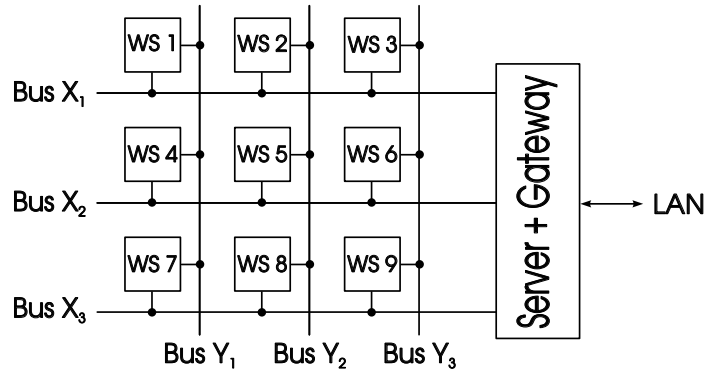 WS 1 WS 2 WS 3
Bus X₁
WS 4 WS 5 WS 6
Bus X₂
WS 7 WS 8 WS 9
Bus X₃
Bus Y₁ Bus Y₂ Bus Y₃
Server + Gateway
LAN